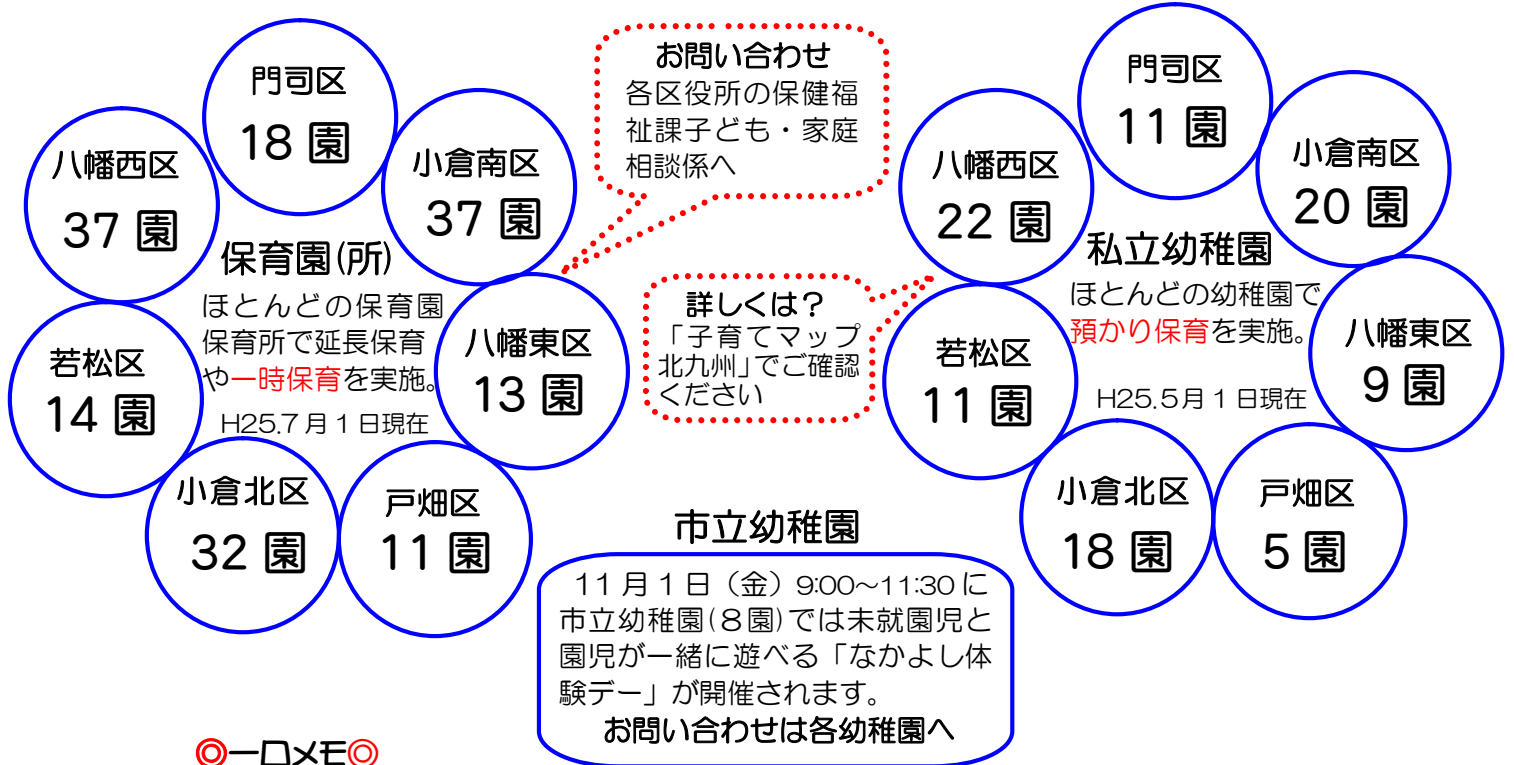 門司区
18 園
八幡西区
37 園
小倉南区
37 園
保育園(所)
ほとんどの保育園
保育所で延長保育
や一時保育を実施。
H25.7月1日現在
若松区
14 園
八幡東区
13 園
小倉北区
32 園
戸畑区
11 園
お問い合わせ
各区役所の保健福
祉課子ども・家庭
相談係へ
詳しくは？
「子育てマップ
北九州」でご確認
ください
門司区
11 園
八幡西区
22 園
小倉南区
20 園
私立幼稚園
ほとんどの幼稚園で
預かり保育を実施。
H25.5月1日現在
若松区
11 園
八幡東区
9 園
小倉北区
18 園
戸畑区
5 園
市立幼稚園
11月1日（金）9:00～11:30に
市立幼稚園(8園)では未就園児と
園児が一緒に遊べる「なかよし体
験デー」が開催されます。
お問い合わせは各幼稚園へ
◎一口メモ◎